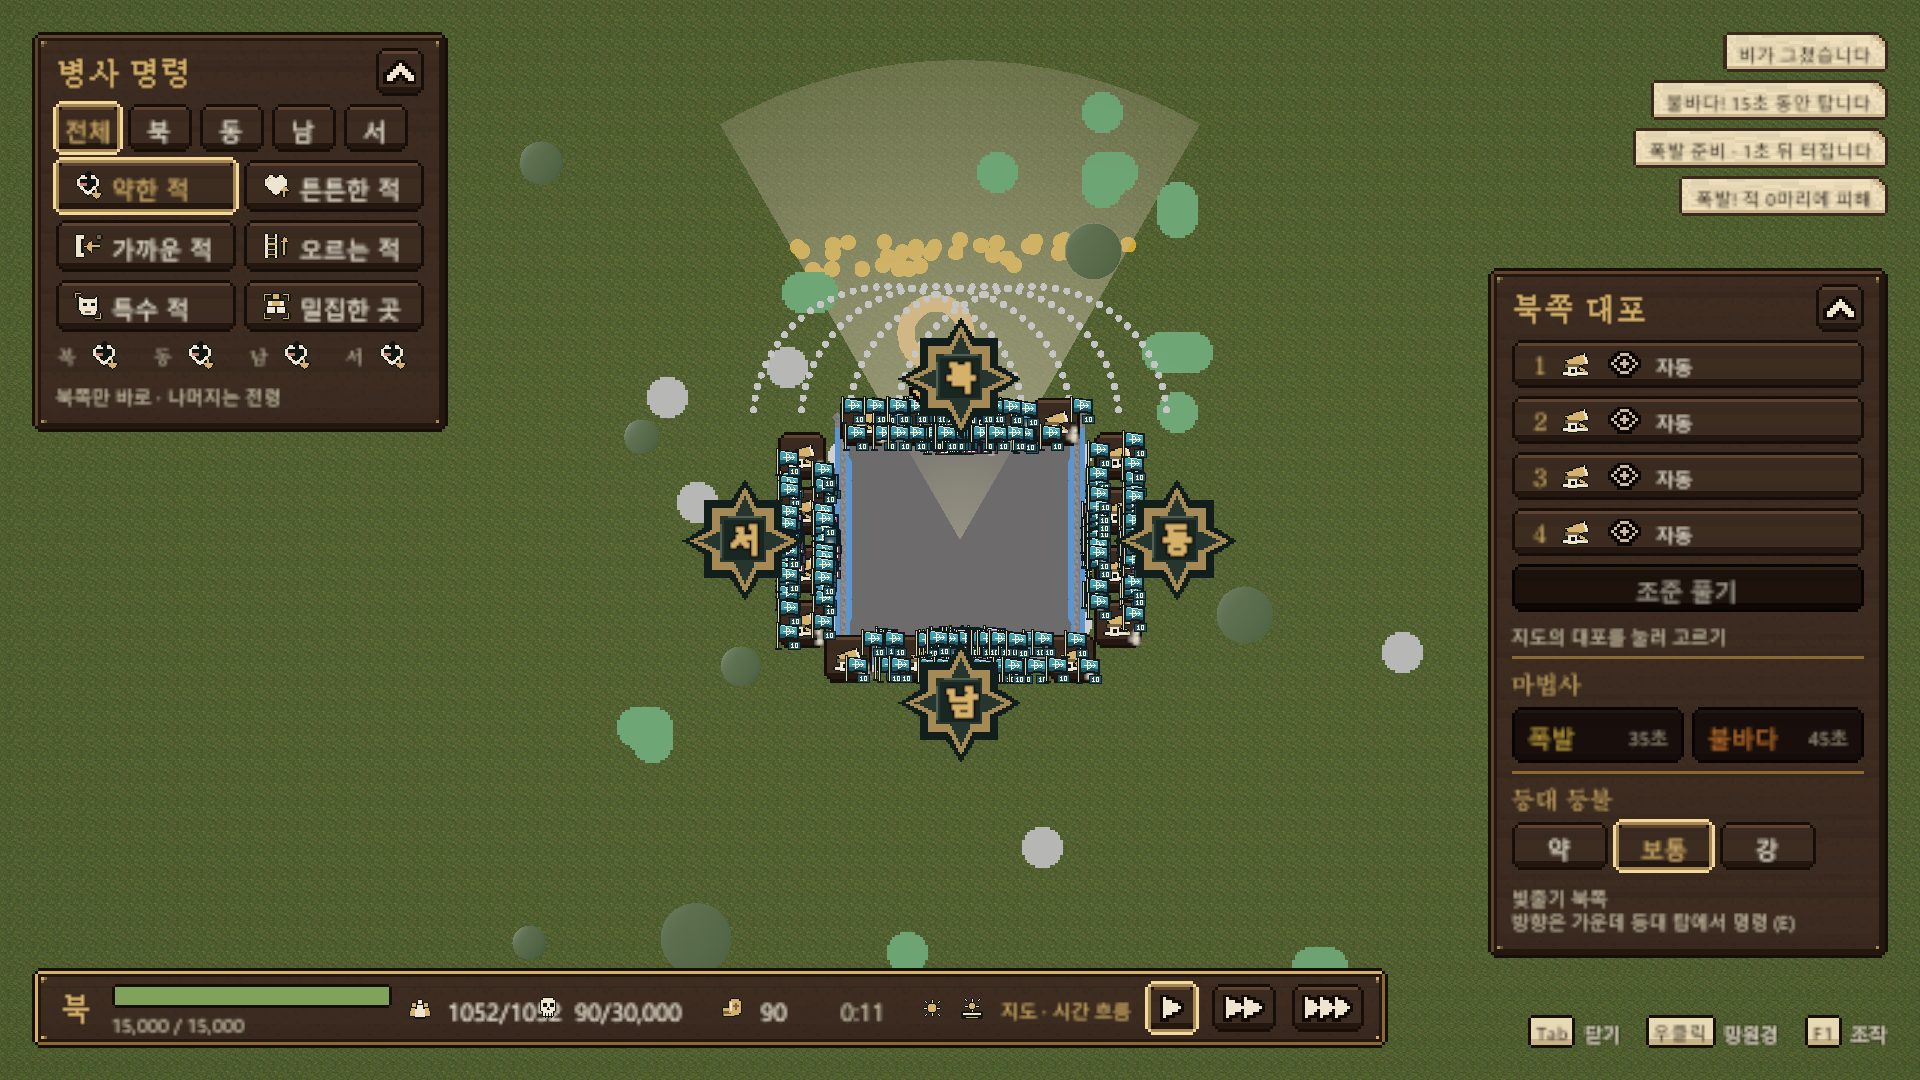 병사 명령
전체 북 동 남 서
약한 적 튼튼한 적
가까운 적 오르는 적
특수 적 밀집한 곳
북 동 남 서
북쪽만 바로 · 나머지는 전령
비가 그쳤습니다
불바다! 15초 동안 탑니다
폭발 준비 · 1초 뒤 터집니다
폭발! 적 0마리에 피해
북
서
동
남
북쪽 대포
1 자동
2 자동
3 자동
4 자동
조준 풀기
지도의 대포를 눌러 고르기
마법사
폭발 35초 불바다 45초
등대 등불
약 보통 강
빛줄기 북쪽
방향은 가운데 등대 탑에서 명령 (E)
북 15,000 / 15,000 1052/1052 90/30,000 90 0:11 지도 · 시간 흐름
Tab 닫기 우클릭 망원경 F1 조작